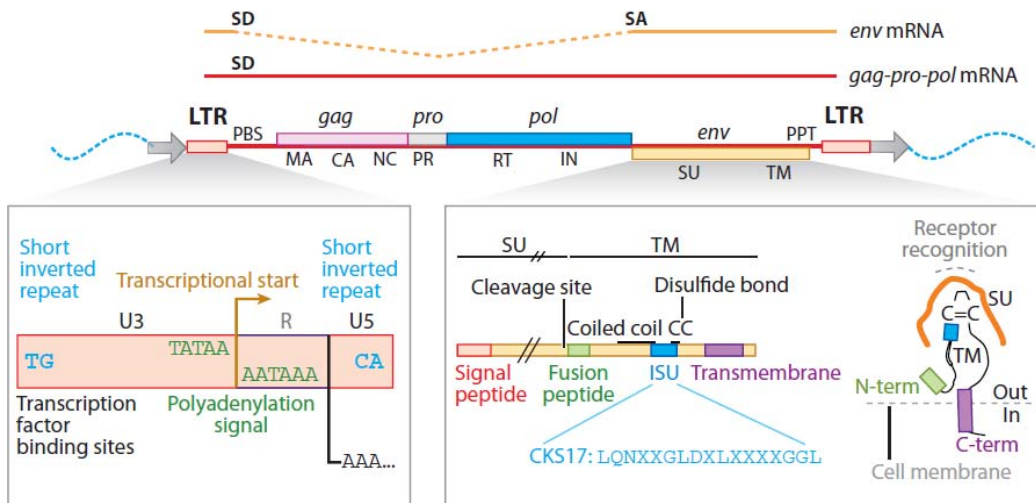 SD SA env mRNA
SD gag-pro-pol mRNA
LTR PBS gag pro pol env PPT LTR
MA CA NC PR RT IN SU TM
Short
inverted
repeat
Transcriptional start
Short
inverted
repeat
U3 R U5
TG TATAA AATAAA CA
Transcription
factor
binding sites
Polyadenylation
signal
AAA...
SU TM
Cleavage site
Disulfide bond
Coiled coil CC
Signal
peptide
Fusion
peptide
ISU
Transmembrane
CKS17: LQNXXGLDXLXXXXGGL
Receptor
recognition
SU
C=C
TM
N-term
Out
In
C-term
Cell membrane